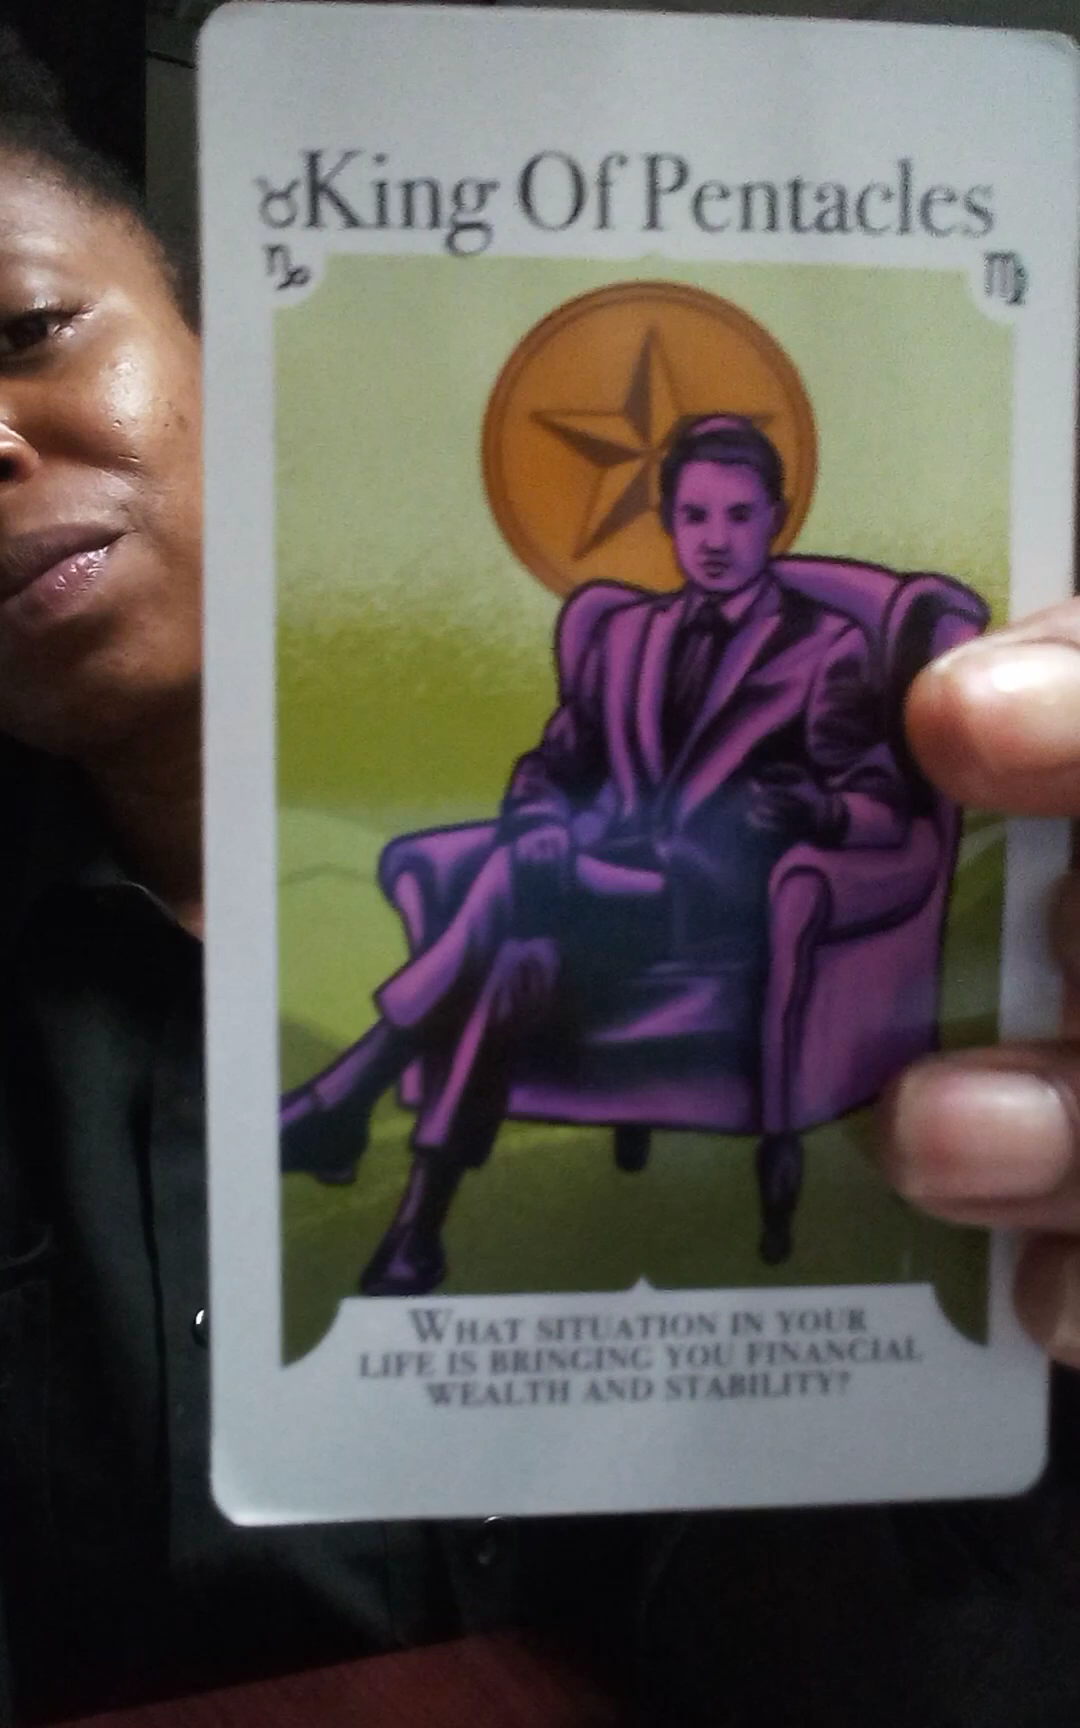 ♉King Of Pentacles
♑ ♍
WHAT SITUATION IN YOUR
LIFE IS BRINGING YOU FINANCIAL
WEALTH AND STABILITY?